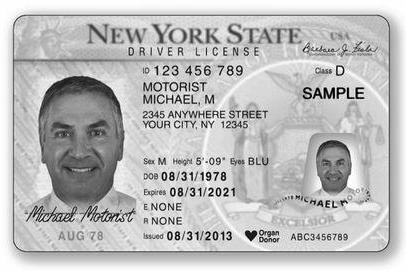 NEW YORK STATE USA
DRIVER LICENSE
ID 123 456 789 Class D
MOTORIST
MICHAEL, M SAMPLE
2345 ANYWHERE STREET
YOUR CITY, NY 12345
Sex M Height 5'-09" Eyes BLU
DOB 08/31/1978
Expires 08/31/2021
E NONE
R NONE
Issued 08/31/2013 Organ
Donor ABC3456789
Michael Motorist
AUG 78
MICHAEL MO
EXCELSIOR